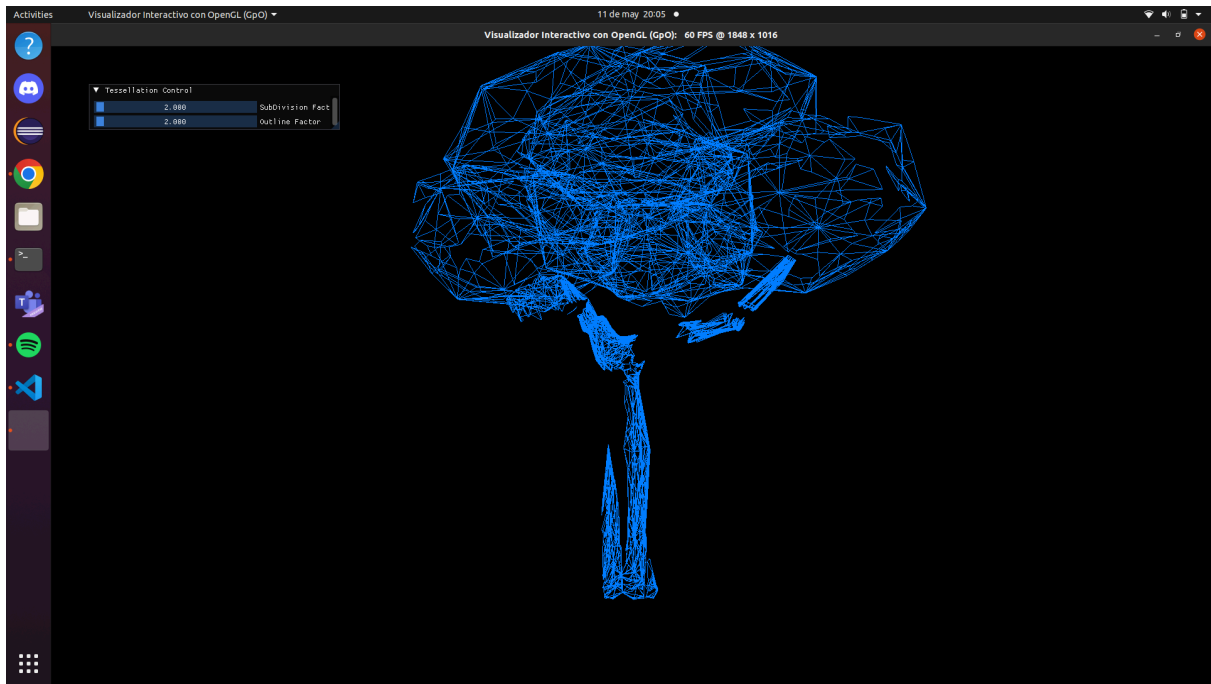 Activities Visualizador Interactivo con OpenGL (GpO) 11 de may 20:05
Visualizador Interactivo con OpenGL (GpO): 60 FPS @ 1848 x 1016
Tessellation Control
2.000 SubDivision Fact
2.000 Outline Factor